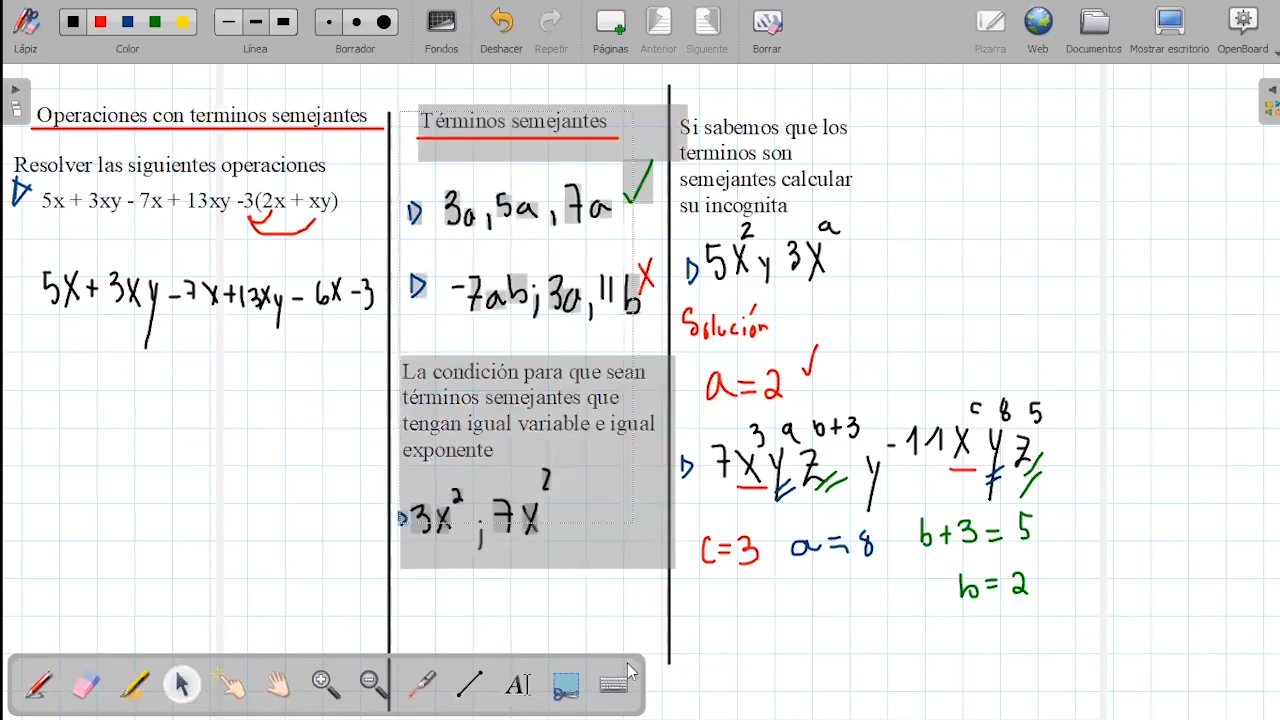 Lápiz Color Línea Borrador Fondos Deshacer Repetir Páginas Anterior Siguiente Borrar Pizarra Web Documentos Mostrar escritorio OpenBoard
Operaciones con terminos semejantes
Resolver las siguientes operaciones
5x + 3xy - 7x + 13xy -3(2x + xy)
5x + 3xy - 7x + 13xy - 6x - 3
Términos semejantes
3a, 5a, 7a ✓
-7ab; 3a, 11b X
La condición para que sean
términos semejantes que
tengan igual variable e igual
exponente
3x² ; 7x²
Si sabemos que los
terminos son
semejantes calcular
su incognita
5x² y 3xᵃ
Solución
a = 2 ✓
7x³yᵃzᵇ⁺³ y -11xᶜy⁸z⁵
c = 3 a = 8 b + 3 = 5
b = 2